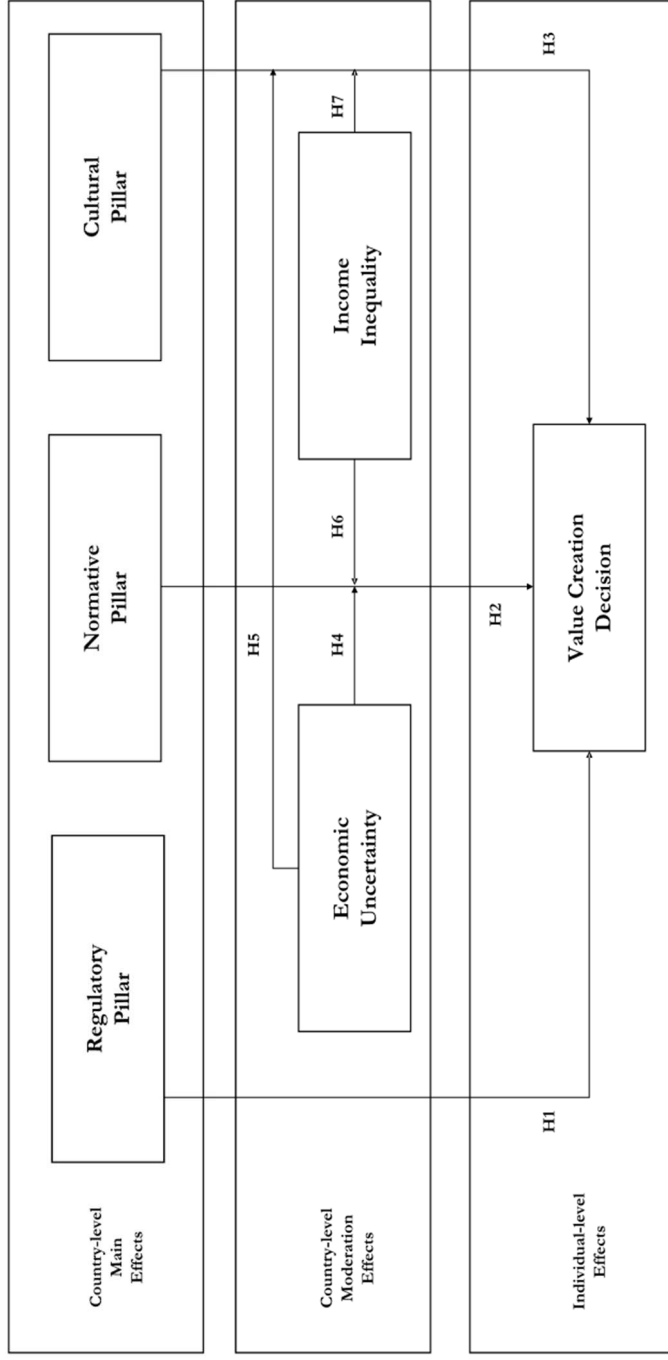 Country-level
Main
Effects
Regulatory
Pillar
Normative
Pillar
Cultural
Pillar
Country-level
Moderation
Effects
Economic
Uncertainty
Income
Inequality
H5
H4
H6
H7
Individual-level
Effects
H1
H2
H3
Value Creation
Decision